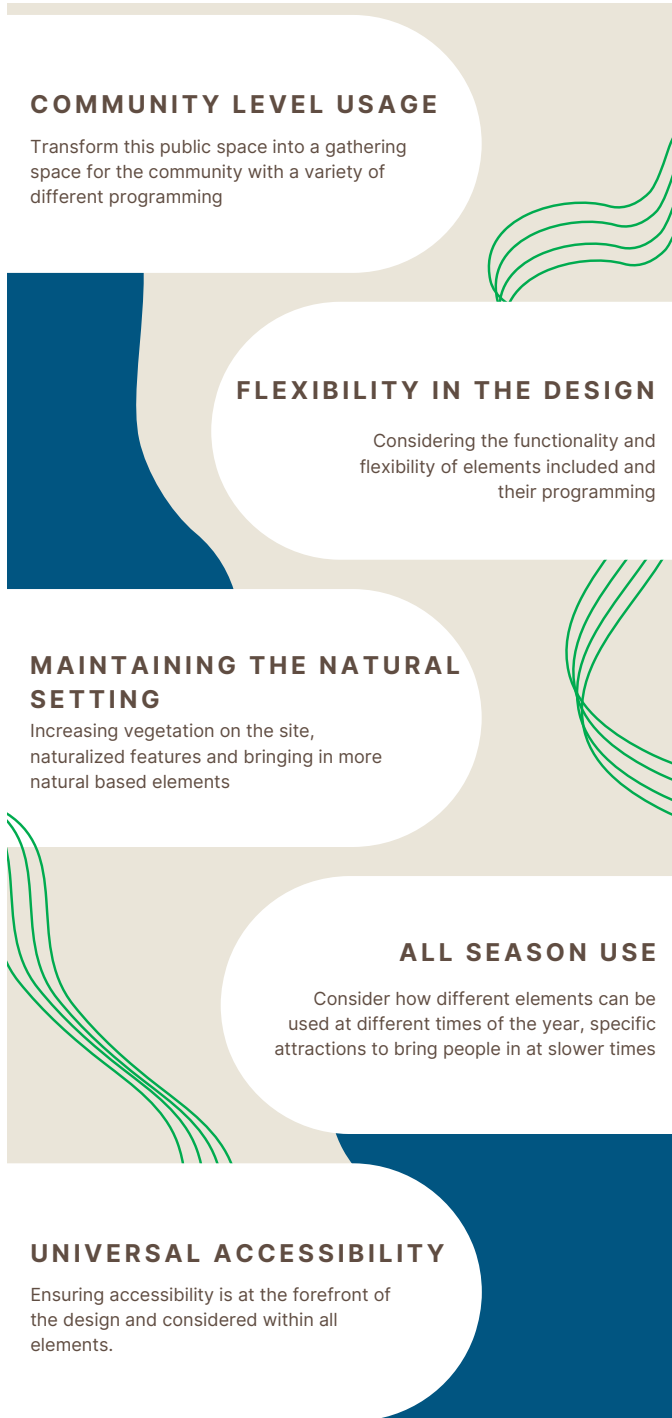 COMMUNITY LEVEL USAGE
Transform this public space into a gathering
space for the community with a variety of
different programming
FLEXIBILITY IN THE DESIGN
Considering the functionality and
flexibility of elements included and
their programming
MAINTAINING THE NATURAL
SETTING
Increasing vegetation on the site,
naturalized features and bringing in more
natural based elements
ALL SEASON USE
Consider how different elements can be
used at different times of the year, specific
attractions to bring people in at slower times
UNIVERSAL ACCESSIBILITY
Ensuring accessibility is at the forefront of
the design and considered within all
elements.